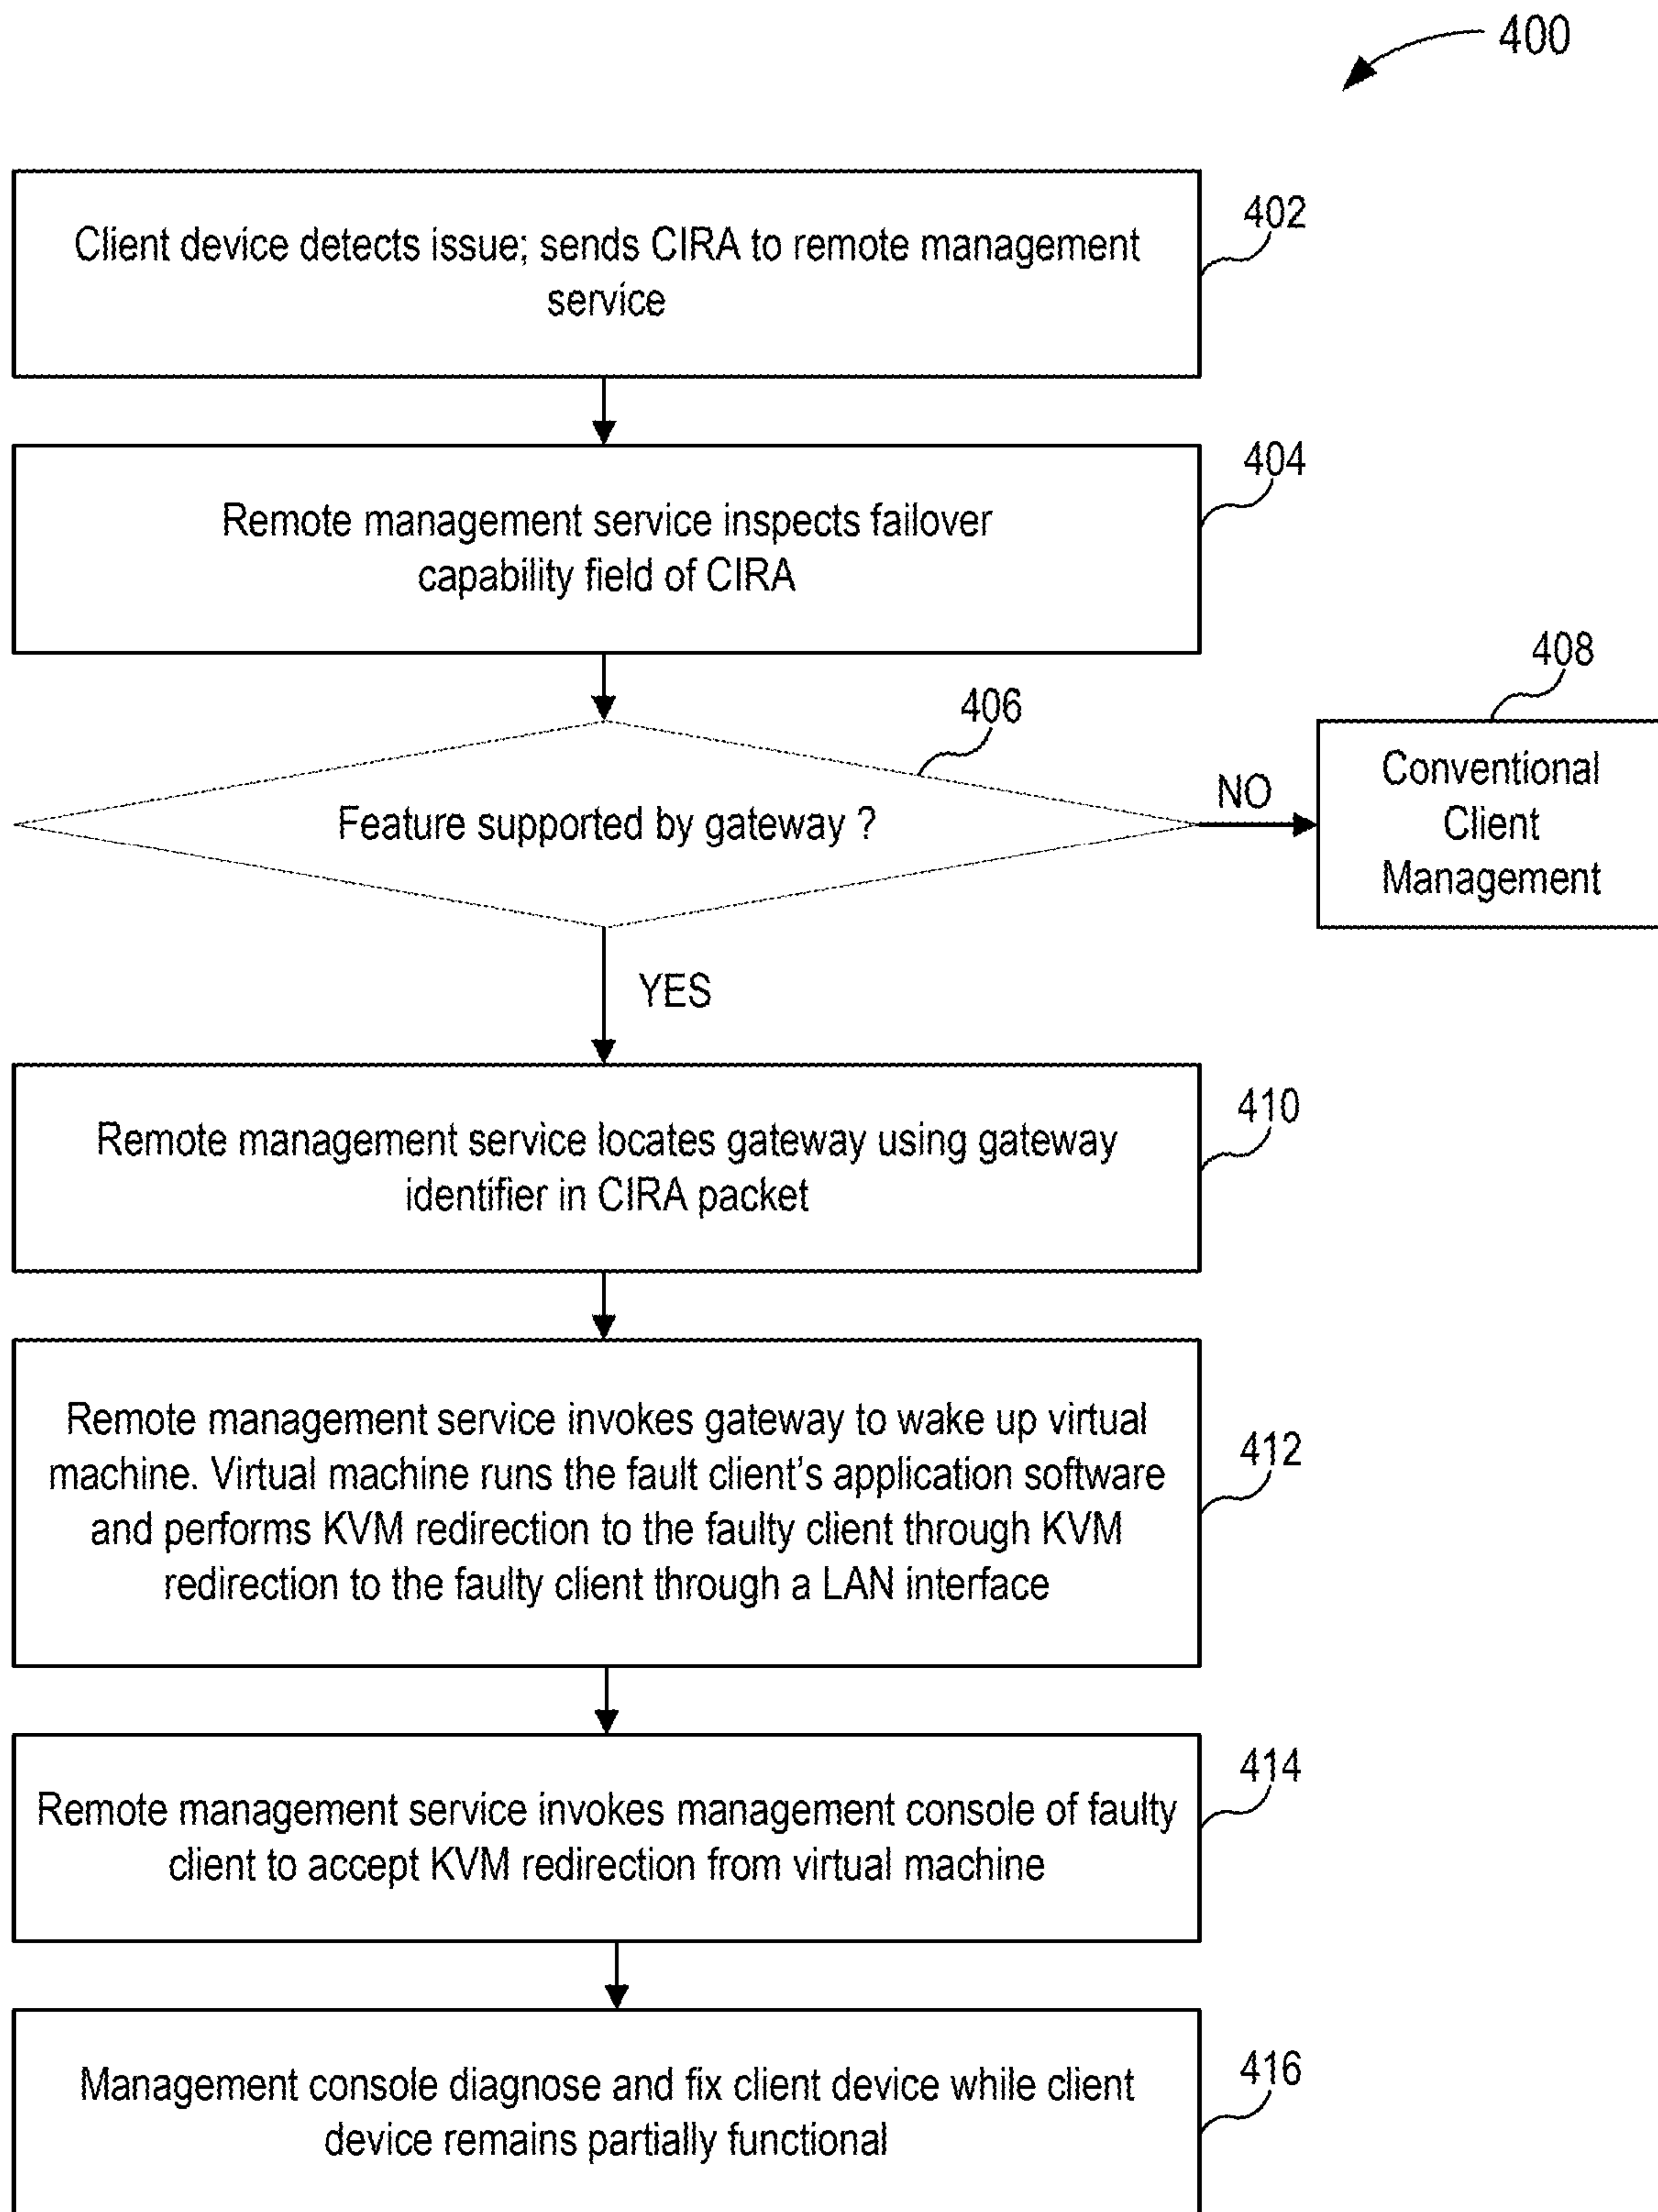 400
Client device detects issue; sends CIRA to remote management
service
402
Remote management service inspects failover
capability field of CIRA
404
Feature supported by gateway ?
406
NO
408
Conventional
Client
Management
YES
Remote management service locates gateway using gateway
identifier in CIRA packet
410
Remote management service invokes gateway to wake up virtual
machine. Virtual machine runs the fault client's application software
and performs KVM redirection to the faulty client through KVM
redirection to the faulty client through a LAN interface
412
Remote management service invokes management console of faulty
client to accept KVM redirection from virtual machine
414
Management console diagnose and fix client device while client
device remains partially functional
416